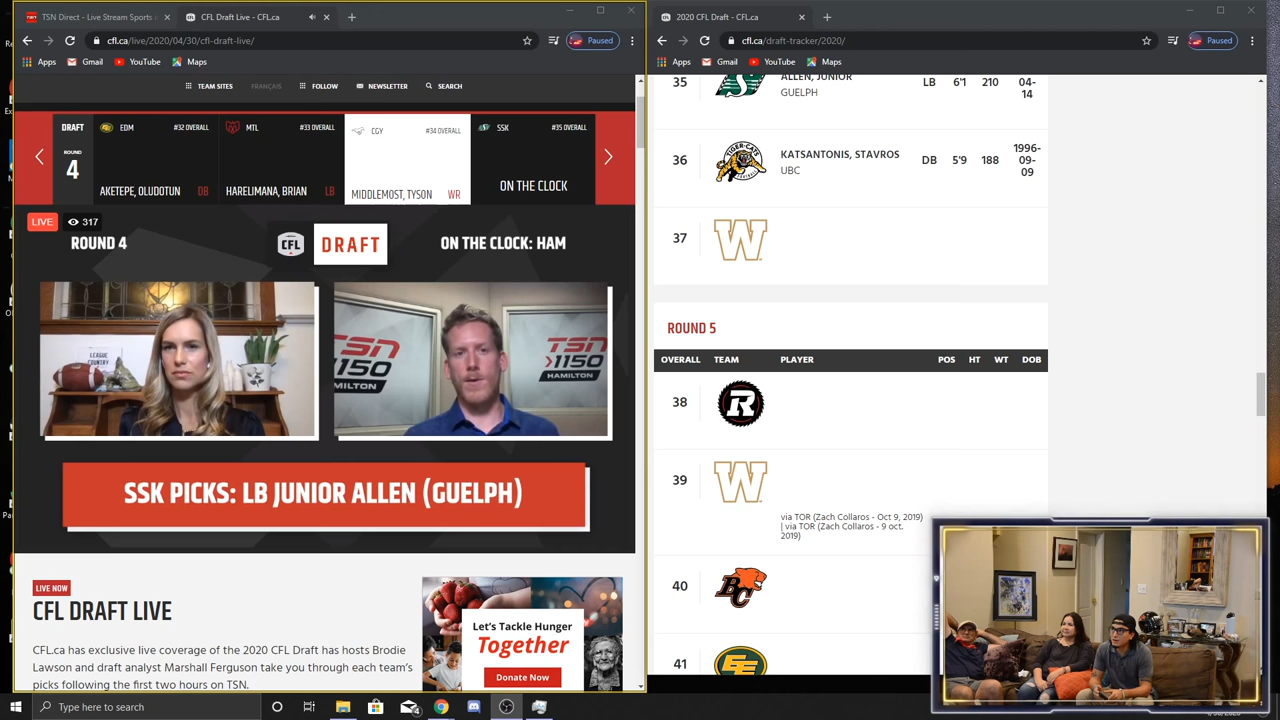 TSN Direct - Live Stream Sports
CFL Draft Live - CFL.ca
cfl.ca/live/2020/04/30/cfl-draft-live/
Paused
Apps
Gmail
YouTube
Maps
TEAM SITES
FRANÇAIS
FOLLOW
NEWSLETTER
SEARCH
DRAFT
ROUND
4
EDM
#32 OVERALL
AKETEPE, OLUDOTUN DB
MTL
#33 OVERALL
HARELIMANA, BRIAN LB
CGY
#34 OVERALL
MIDDLEMOST, TYSON WR
SSK
#35 OVERALL
ON THE CLOCK
LIVE
317
ROUND 4
CFL
DRAFT
ON THE CLOCK: HAM
LEAGUE
COUNTRY
TSN
1150
HAMILTON
TSN
1150
HAMILTON
SSK PICKS: LB JUNIOR ALLEN (GUELPH)
LIVE NOW
CFL DRAFT LIVE
CFL.ca has exclusive live coverage of the 2020 CFL Draft has hosts Brodie
Lawson and draft analyst Marshall Ferguson take you through each team's
picks following the first two hours on TSN.
Let's Tackle Hunger
Together
Donate Now
2020 CFL Draft - CFL.ca
cfl.ca/draft-tracker/2020/
Paused
Apps
Gmail
YouTube
Maps
35
ALLEN, JUNIOR
GUELPH
LB 6'1 210
04-
14
36
TIGER-CATS
KATSANTONIS, STAVROS
UBC
DB 5'9 188
1996-
09-
09
37
W
ROUND 5
OVERALL TEAM PLAYER POS HT WT DOB
38
R
39
W
via TOR (Zach Collaros - Oct 9, 2019)
| via TOR (Zach Collaros - 9 oct.
2019)
40
BC
41
EE
Type here to search